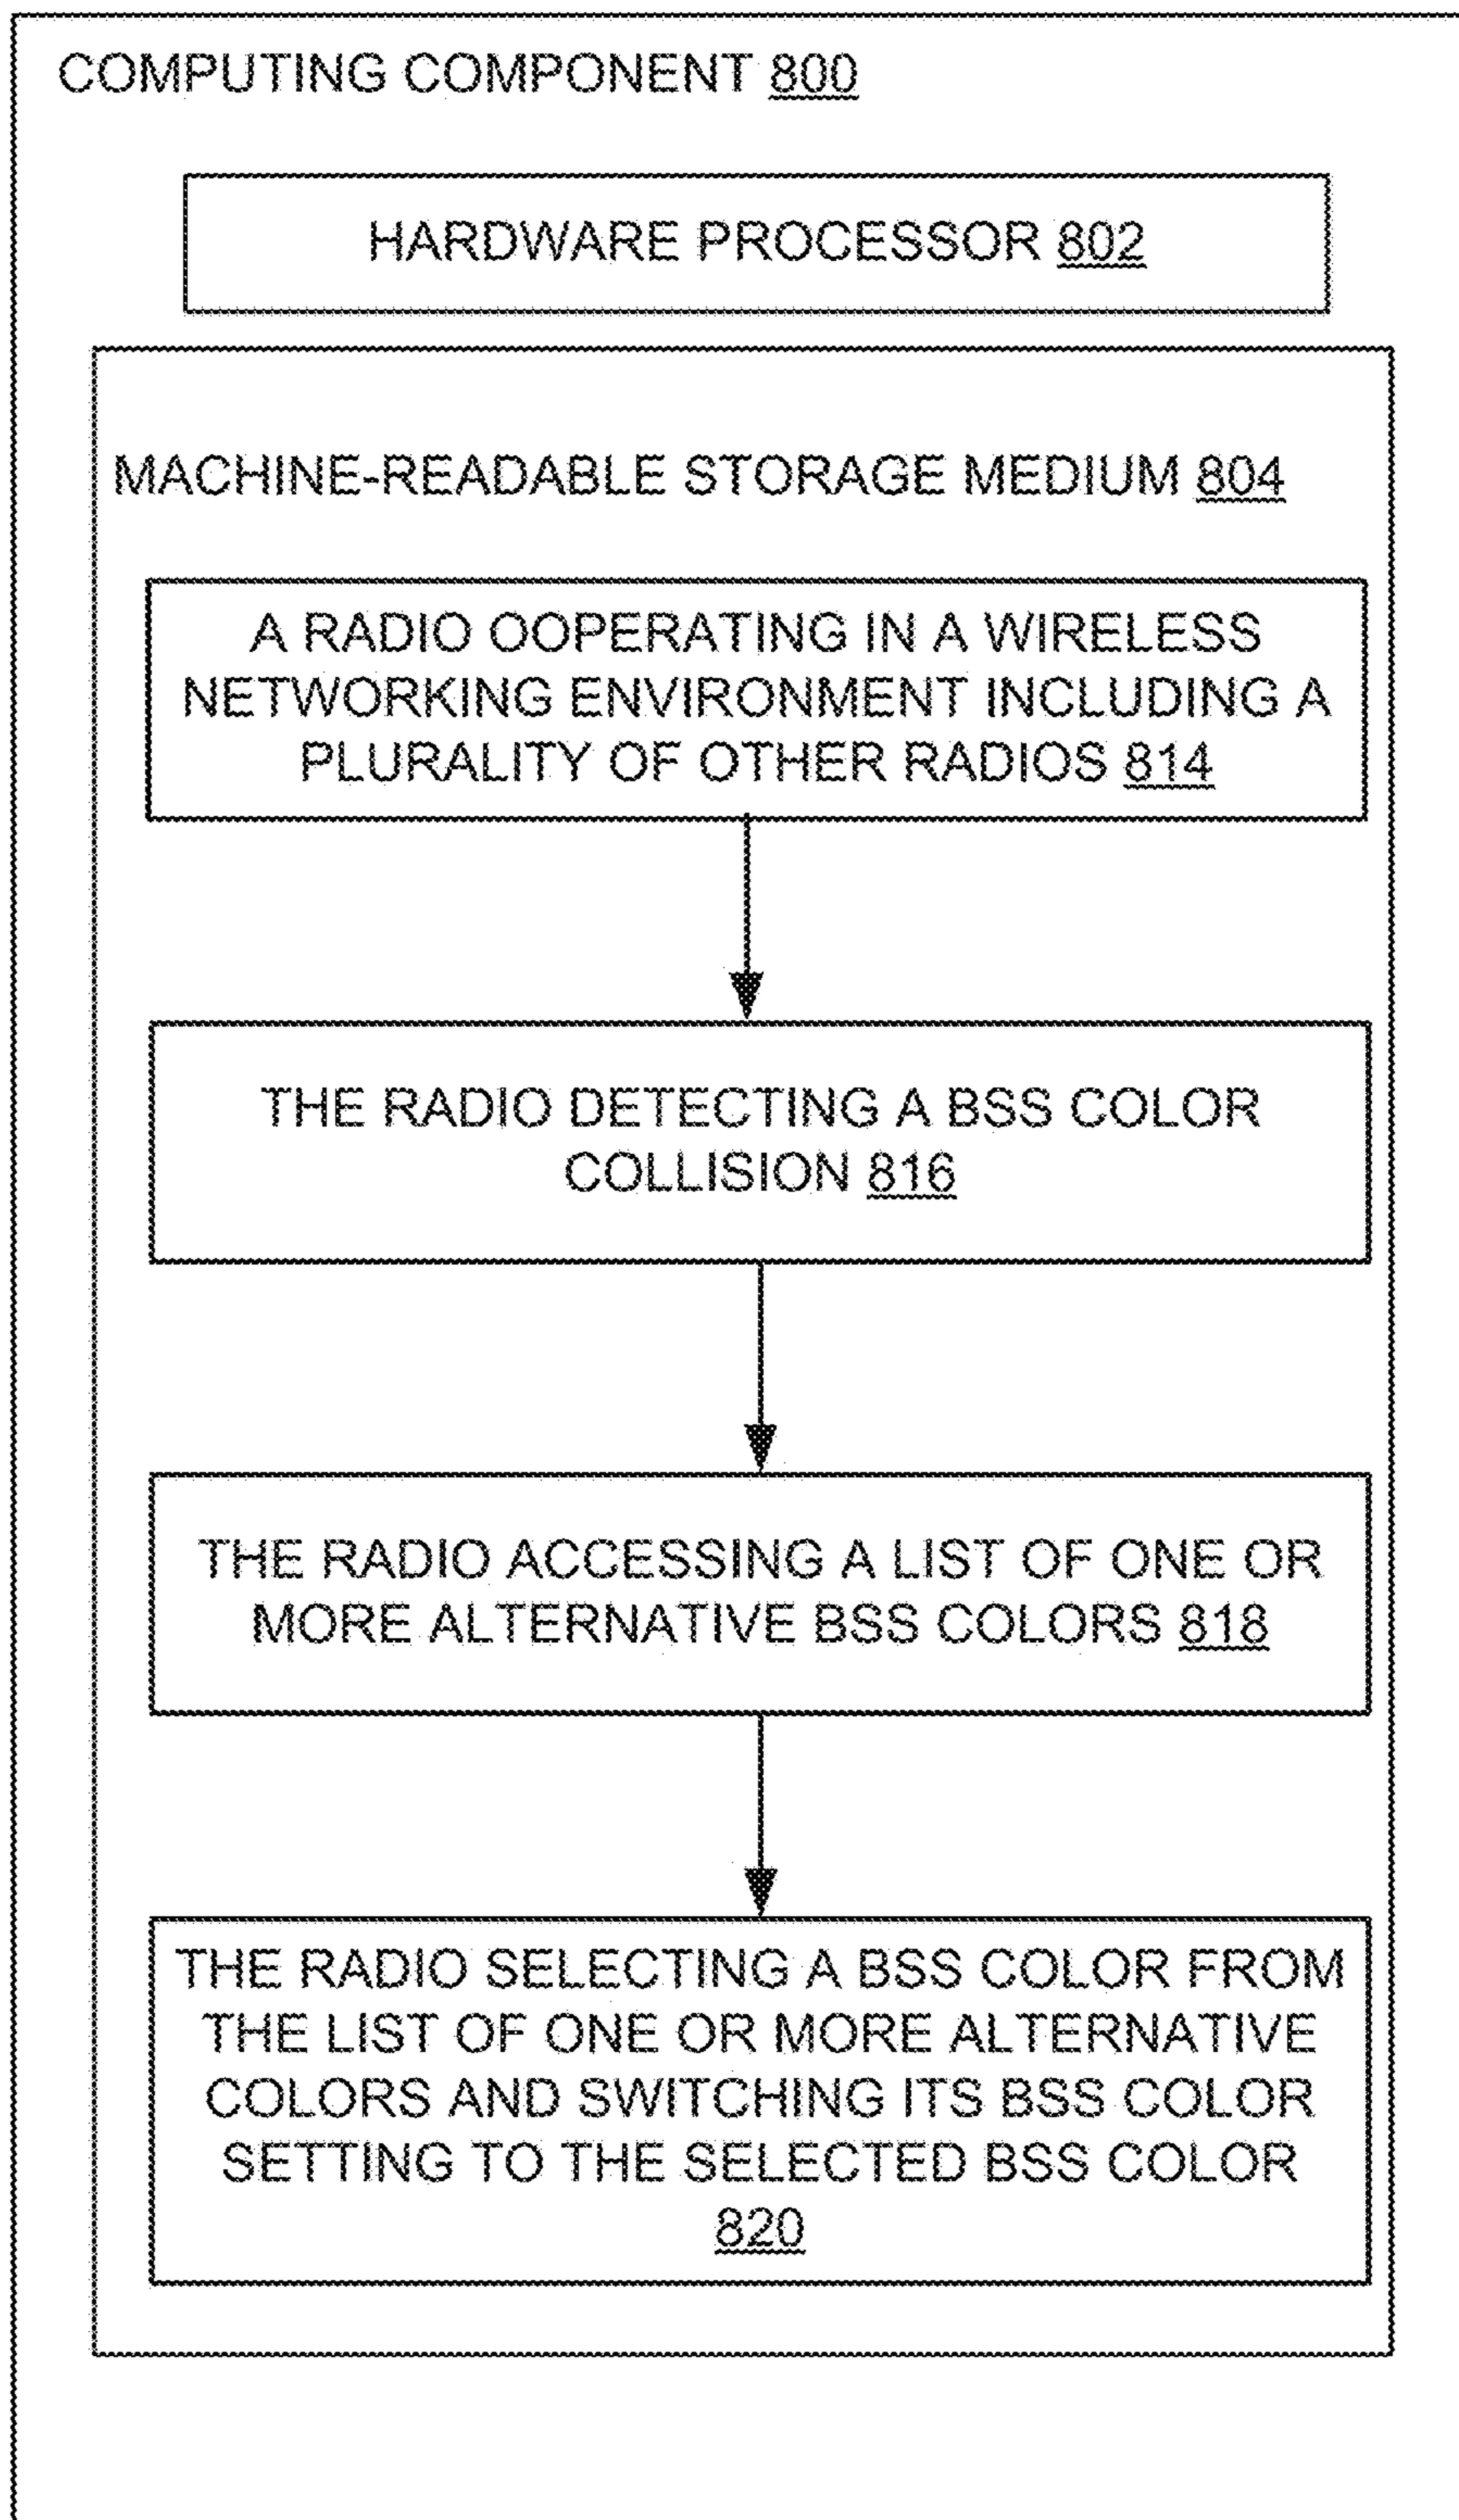 COMPUTING COMPONENT 800
HARDWARE PROCESSOR 802
MACHINE-READABLE STORAGE MEDIUM 804
A RADIO OOPERATING IN A WIRELESS
NETWORKING ENVIRONMENT INCLUDING A
PLURALITY OF OTHER RADIOS 814
THE RADIO DETECTING A BSS COLOR
COLLISION 816
THE RADIO ACCESSING A LIST OF ONE OR
MORE ALTERNATIVE BSS COLORS 818
THE RADIO SELECTING A BSS COLOR FROM
THE LIST OF ONE OR MORE ALTERNATIVE
COLORS AND SWITCHING ITS BSS COLOR
SETTING TO THE SELECTED BSS COLOR
820